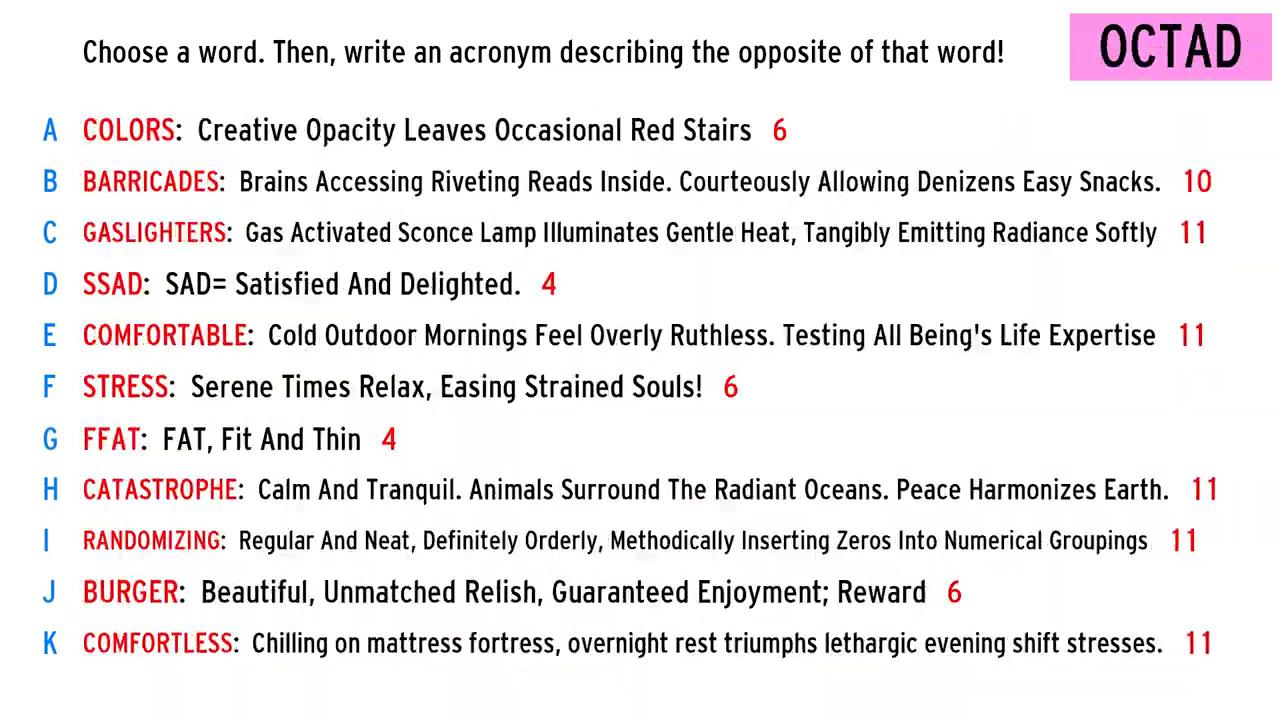 Choose a word. Then, write an acronym describing the opposite of that word!
OCTAD
A COLORS: Creative Opacity Leaves Occasional Red Stairs 6
B BARRICADES: Brains Accessing Riveting Reads Inside. Courteously Allowing Denizens Easy Snacks. 10
C GASLIGHTERS: Gas Activated Sconce Lamp Illuminates Gentle Heat, Tangibly Emitting Radiance Softly 11
D SSAD: SAD= Satisfied And Delighted. 4
E COMFORTABLE: Cold Outdoor Mornings Feel Overly Ruthless. Testing All Being's Life Expertise 11
F STRESS: Serene Times Relax, Easing Strained Souls! 6
G FFAT: FAT, Fit And Thin 4
H CATASTROPHE: Calm And Tranquil. Animals Surround The Radiant Oceans. Peace Harmonizes Earth. 11
I RANDOMIZING: Regular And Neat, Definitely Orderly, Methodically Inserting Zeros Into Numerical Groupings 11
J BURGER: Beautiful, Unmatched Relish, Guaranteed Enjoyment; Reward 6
K COMFORTLESS: Chilling on mattress fortress, overnight rest triumphs lethargic evening shift stresses. 11